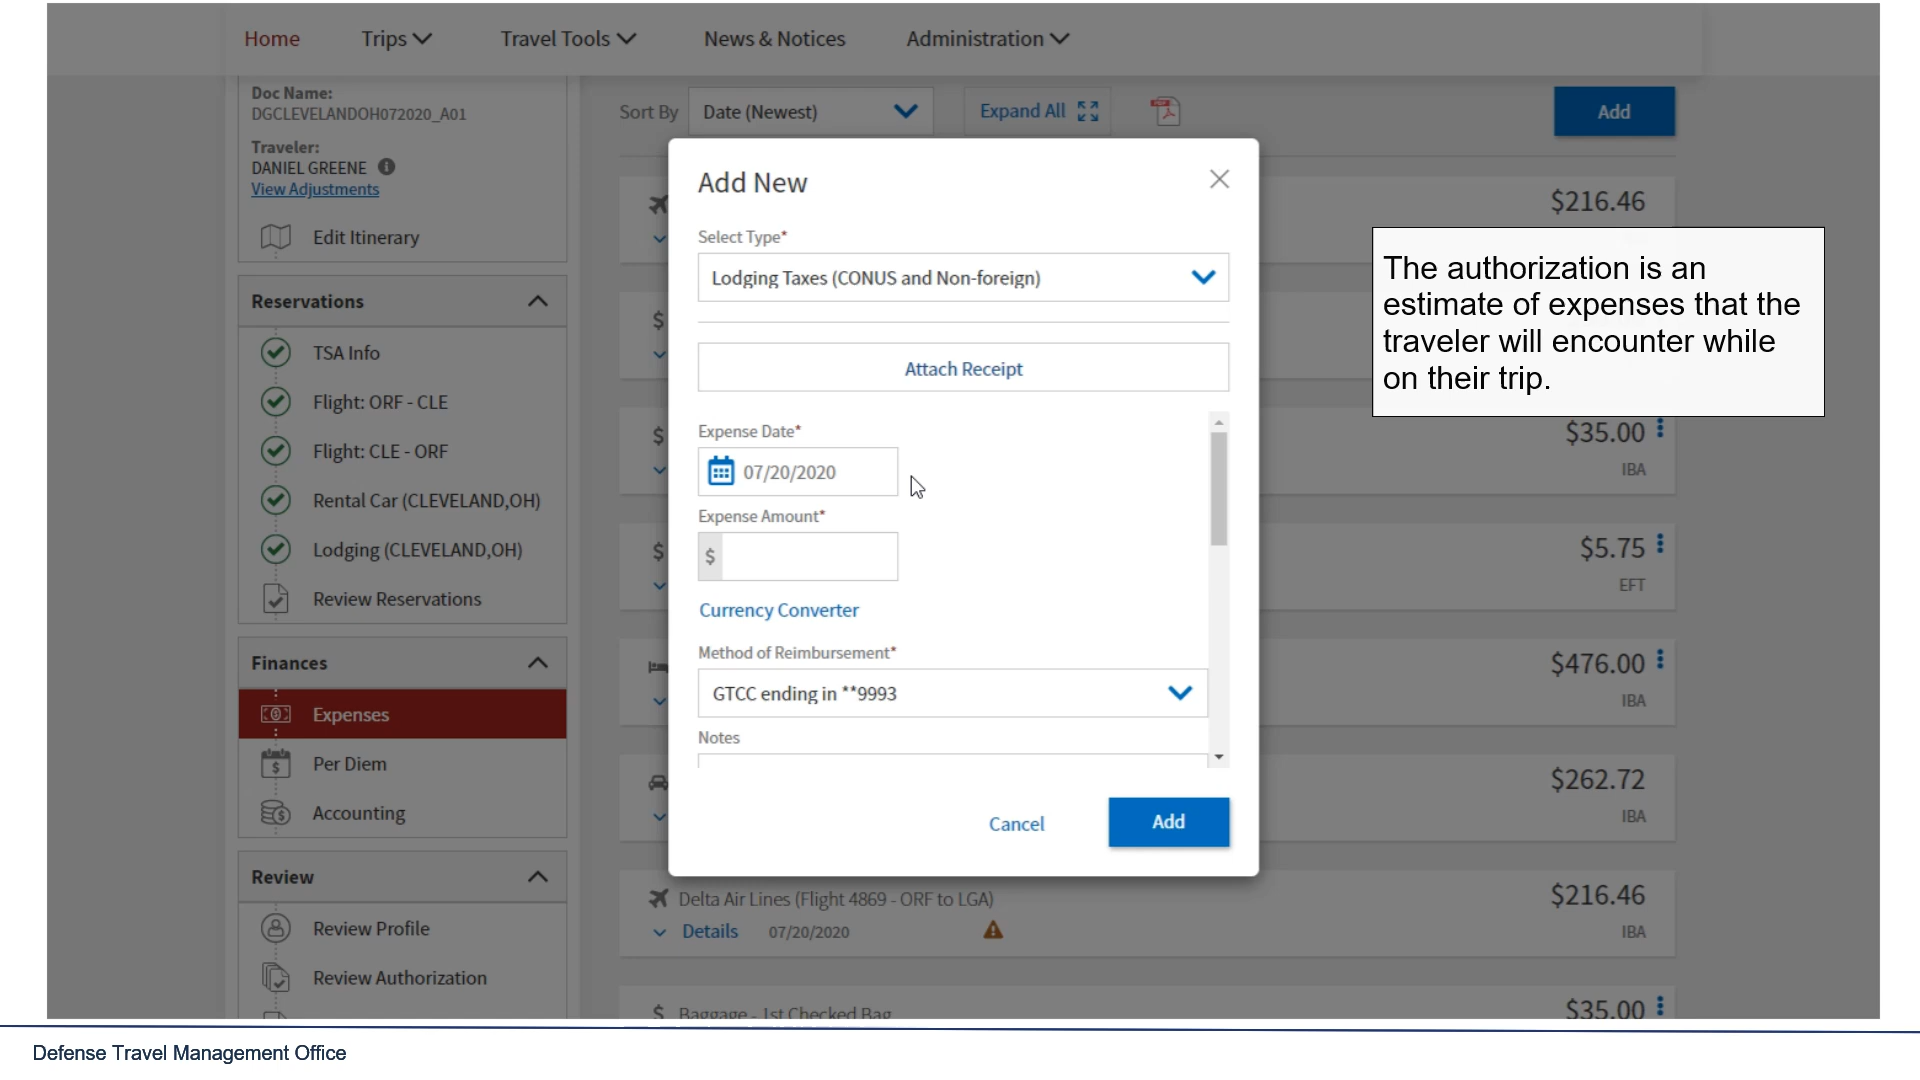 Home Trips Travel Tools News & Notices Administration
Doc Name:
DGCLEVELANDOH072020_A01
Traveler:
DANIEL GREENE
View Adjustments
Edit Itinerary
Reservations
TSA Info
Flight: ORF - CLE
Flight: CLE - ORF
Rental Car (CLEVELAND,OH)
Lodging (CLEVELAND,OH)
Review Reservations
Finances
Expenses
Per Diem
Accounting
Review
Review Profile
Review Authorization
Sort By Date (Newest) Expand All PDF Add
Add New
Select Type*
Lodging Taxes (CONUS and Non-foreign)
Attach Receipt
Expense Date*
07/20/2020
Expense Amount*
$
Currency Converter
Method of Reimbursement*
GTCC ending in **9993
Notes
Cancel Add
$216.46
The authorization is an
estimate of expenses that the
traveler will encounter while
on their trip.
$35.00
IBA
$5.75
EFT
$476.00
IBA
$262.72
IBA
Delta Air Lines (Flight 4869 - ORF to LGA) $216.46
Details 07/20/2020 IBA
Baggage - 1st Checked Bag $35.00
Defense Travel Management Office